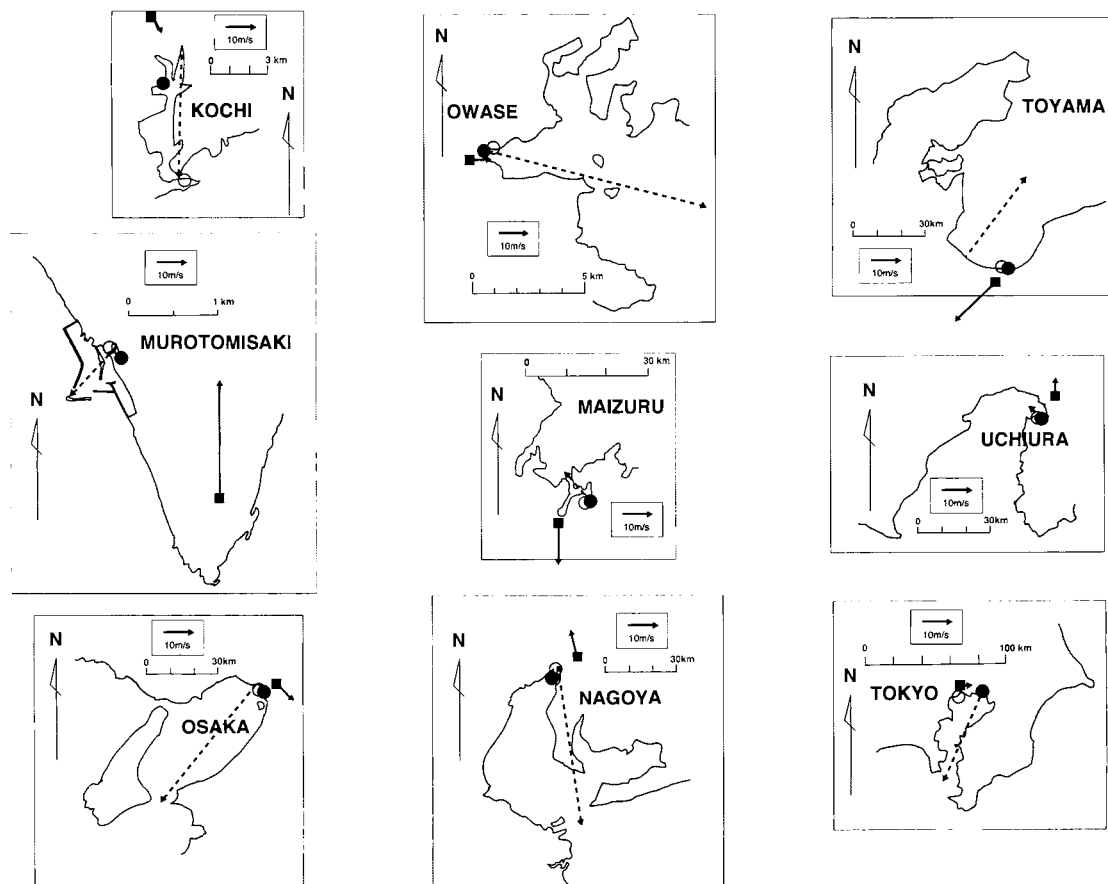 10m/s
0 3 km
N
KOCHI
N
OWASE
10m/s
0 5 km
N
TOYAMA
0 30km
10m/s
10m/s
0 1 km
MUROTOMISAKI
N
0 30 km
MAIZURU
N
10m/s
N
UCHIURA
10m/s
0 30km
10m/s
0 30km
N
OSAKA
10m/s
0 30km
N
NAGOYA
10m/s
0 100 km
N
TOKYO